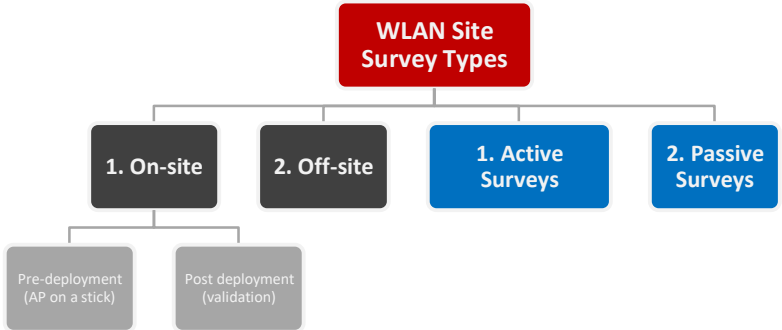 WLAN Site
Survey Types
1. On-site
2. Off-site
1. Active
Surveys
2. Passive
Surveys
Pre-deployment
(AP on a stick)
Post deployment
(validation)